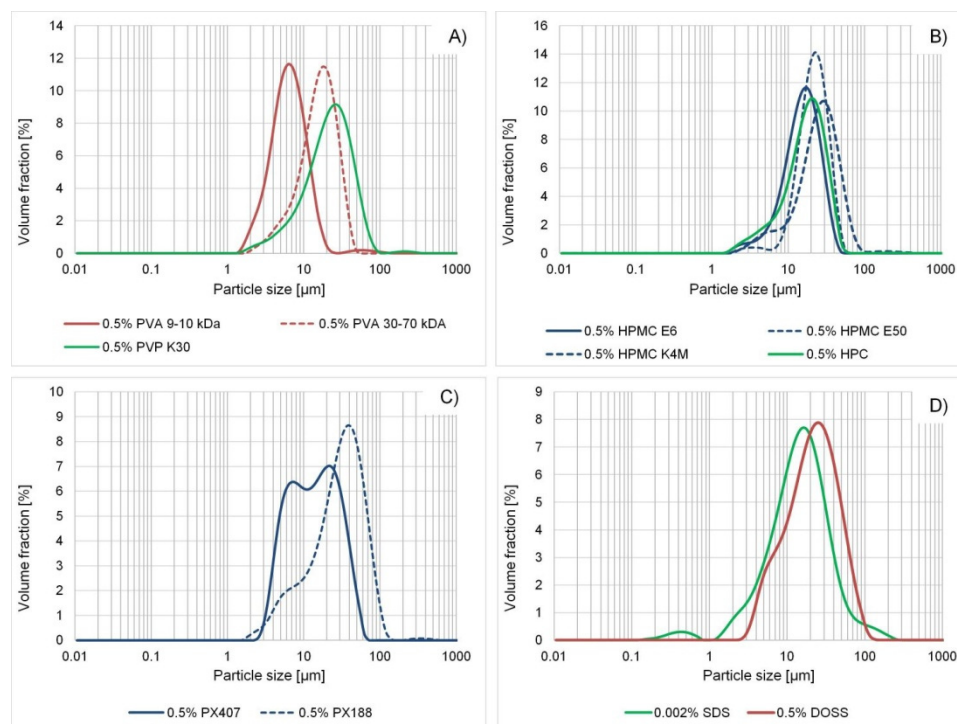 A)
Volume fraction [%]
14
12
10
8
6
4
2
0
0.01 0.1 1 10 100 1000
Particle size [µm]
0.5% PVA 9-10 kDa 0.5% PVA 30-70 kDA
0.5% PVP K30
B)
Volume fraction [%]
16
14
12
10
8
6
4
2
0
0.01 0.1 1 10 100 1000
Particle size [µm]
0.5% HPMC E6 0.5% HPMC E50
0.5% HPMC K4M 0.5% HPC
C)
Volume fraction [%]
10
9
8
7
6
5
4
3
2
1
0
0.01 0.1 1 10 100 1000
Particle size [µm]
0.5% PX407 0.5% PX188
D)
Volume fraction [%]
9
8
7
6
5
4
3
2
1
0
0.01 0.1 1 10 100 1000
Particle size [µm]
0.002% SDS 0.5% DOSS